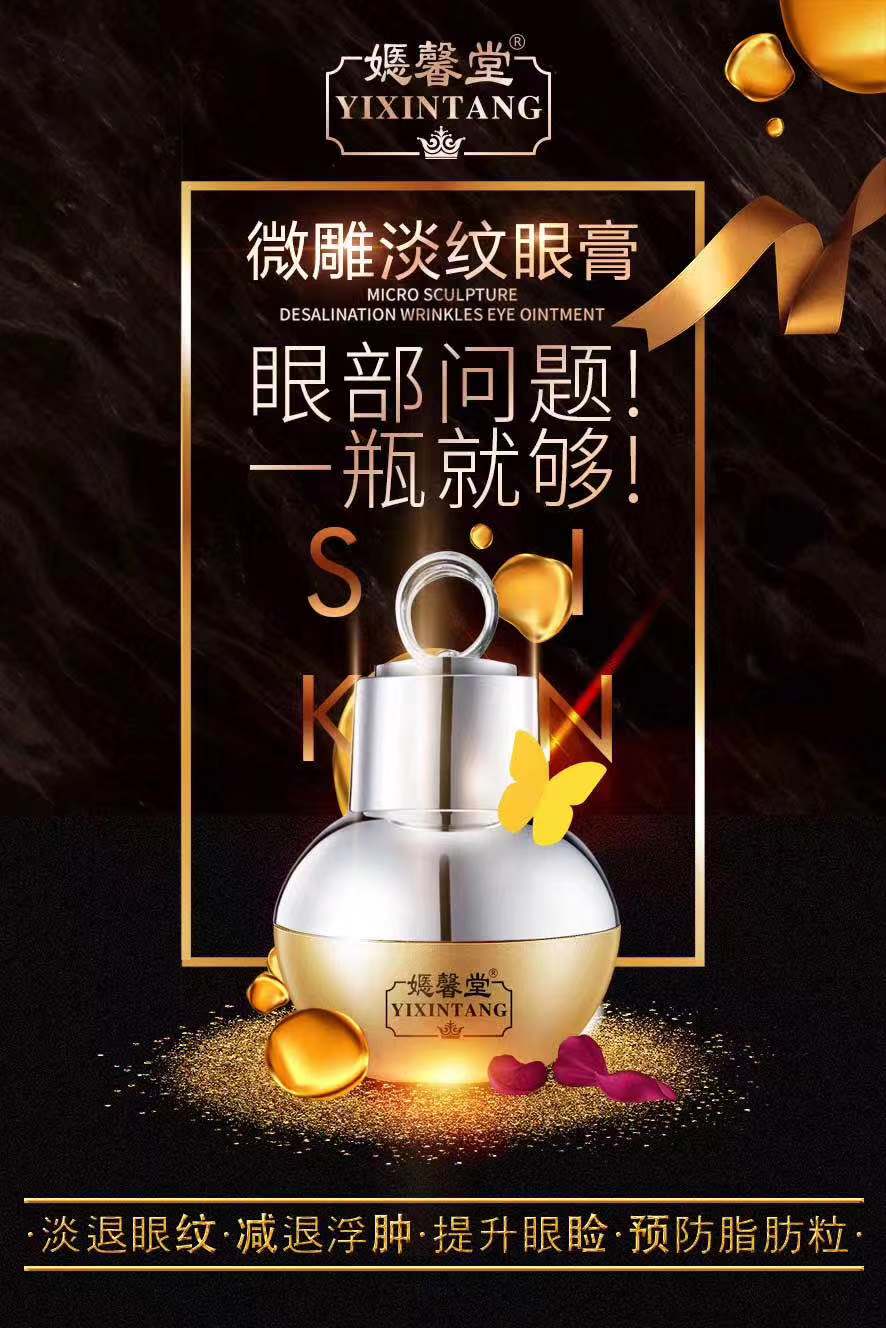 嬺馨堂®
YIXINTANG
微雕淡纹眼膏
MICRO SCULPTURE
DESALINATION WRINKLES EYE OINTMENT
眼部问题!
一瓶就够!
S I
K N
嬺馨堂®
YIXINTANG
·淡退眼纹·减退浮肿·提升眼睑·预防脂肪粒·